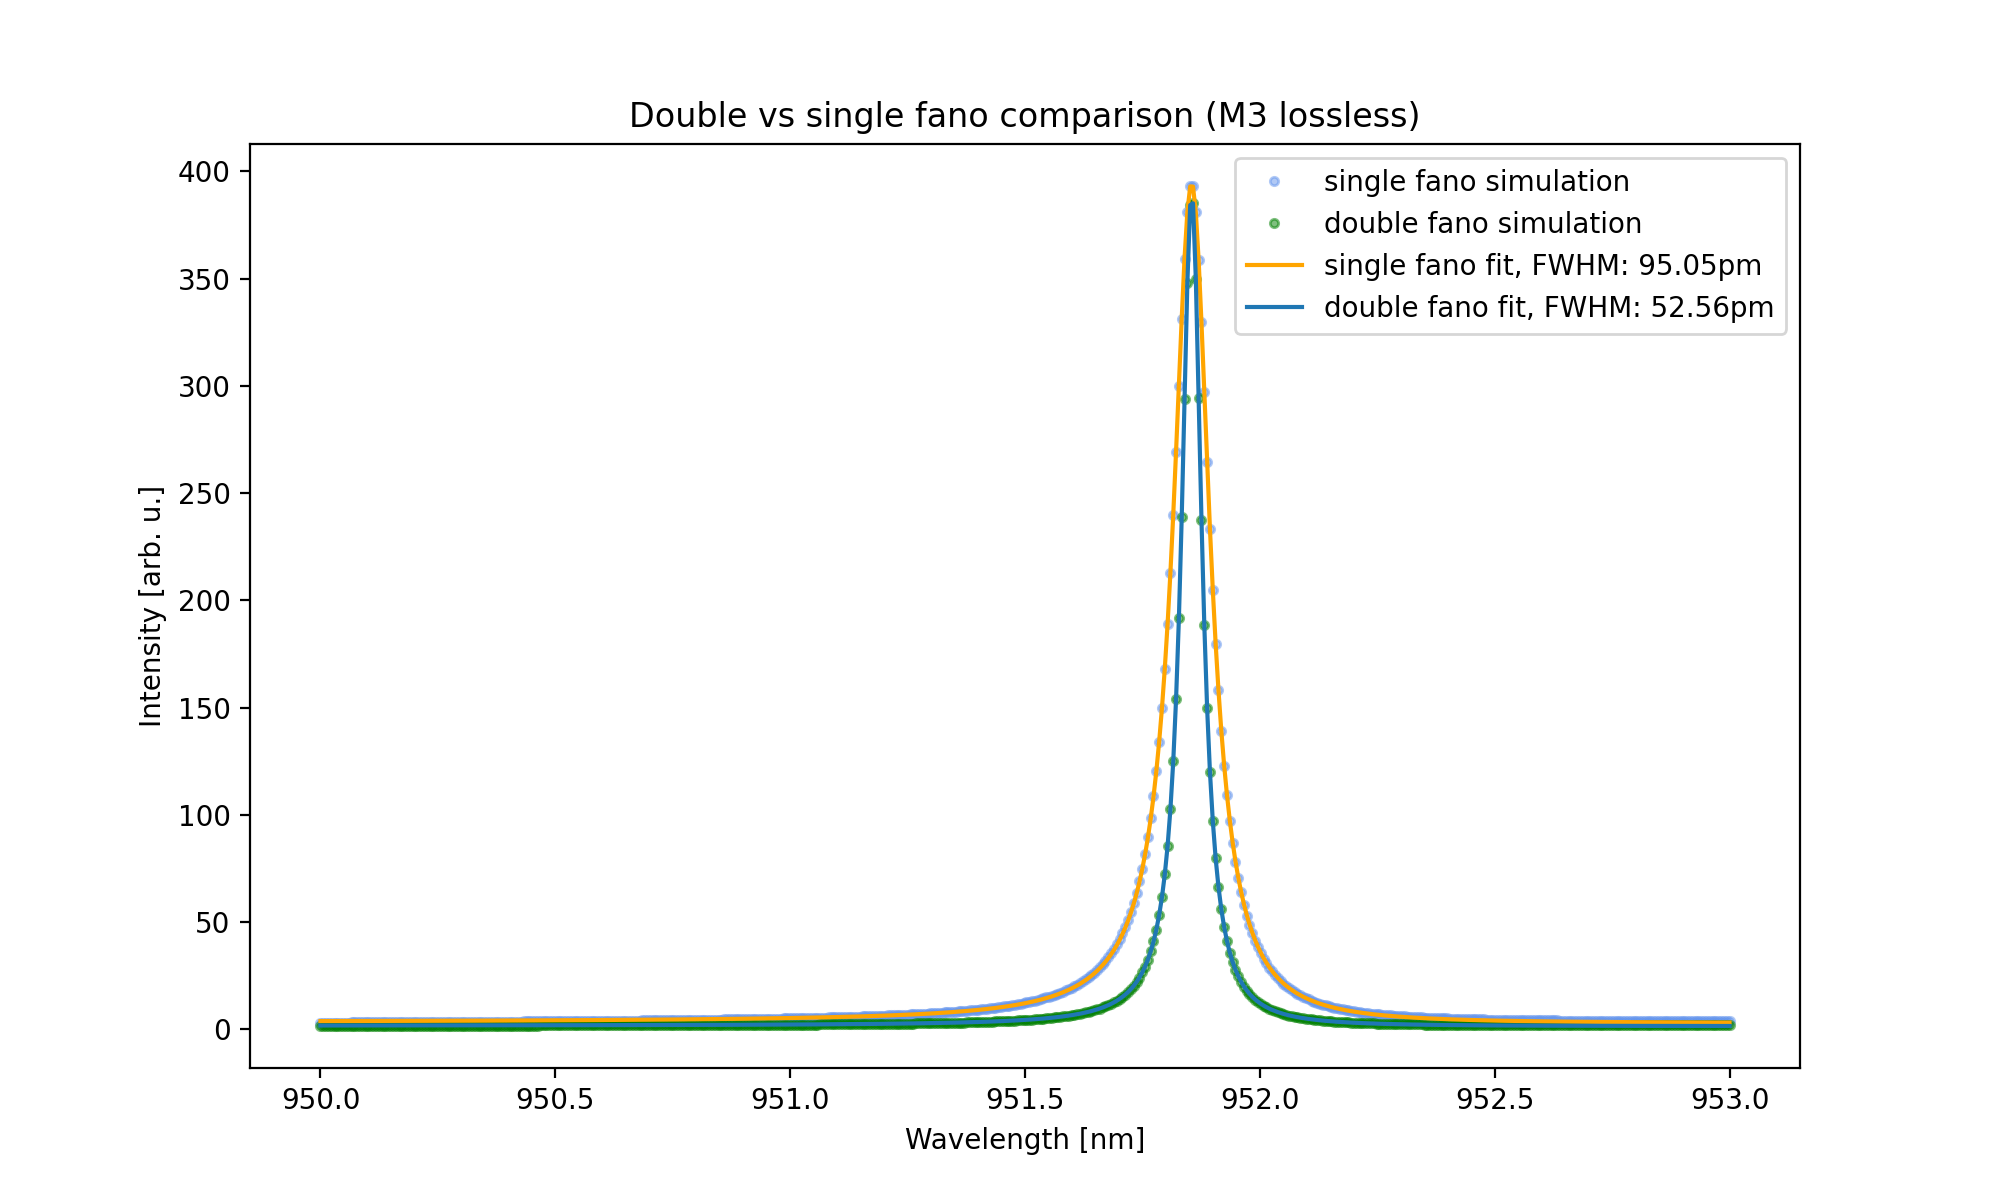 Double vs single fano comparison (M3 lossless)
400
350
300
250
200
150
100
50
0
Intensity [arb. u.]
single fano simulation
double fano simulation
single fano fit, FWHM: 95.05pm
double fano fit, FWHM: 52.56pm
950.0 950.5 951.0 951.5 952.0 952.5 953.0
Wavelength [nm]